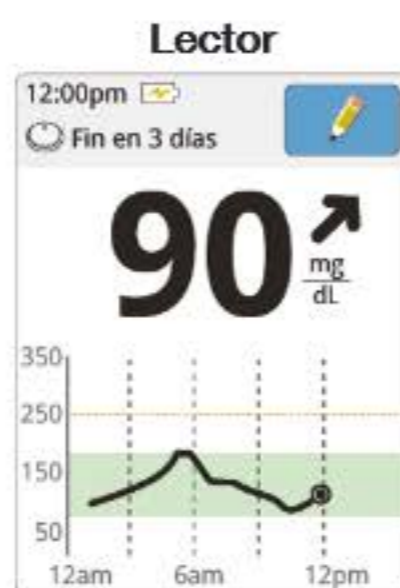 Lector
12:00pm
Fin en 3 días
90 mg/dL
350
250
150
50
12am 6am 12pm